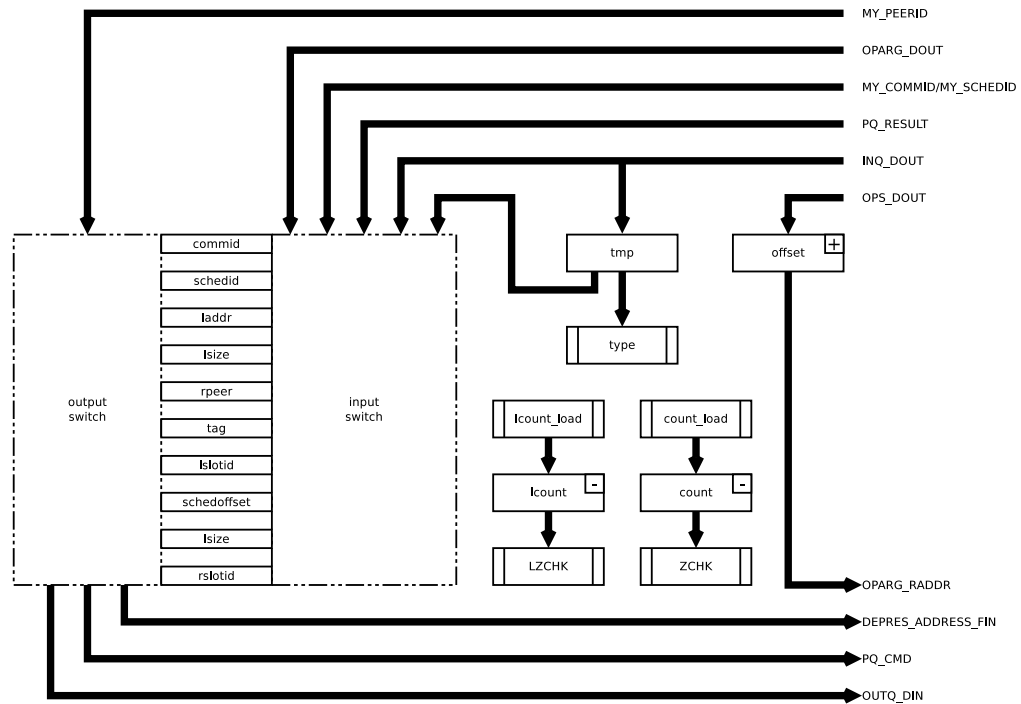 MY_PEERID
OPARG_DOUT
MY_COMMID/MY_SCHEDID
PQ_RESULT
INQ_DOUT
OPS_DOUT
commid
tmp
offset
+
schedid
laddr
lsize
type
rpeer
output
switch
input
switch
tag
lcount_load
count_load
lslotid
lcount
-
count
-
schedoffset
lsize
LZCHK
ZCHK
rslotid
OPARG_RADDR
DEPRES_ADDRESS_FIN
PQ_CMD
OUTQ_DIN